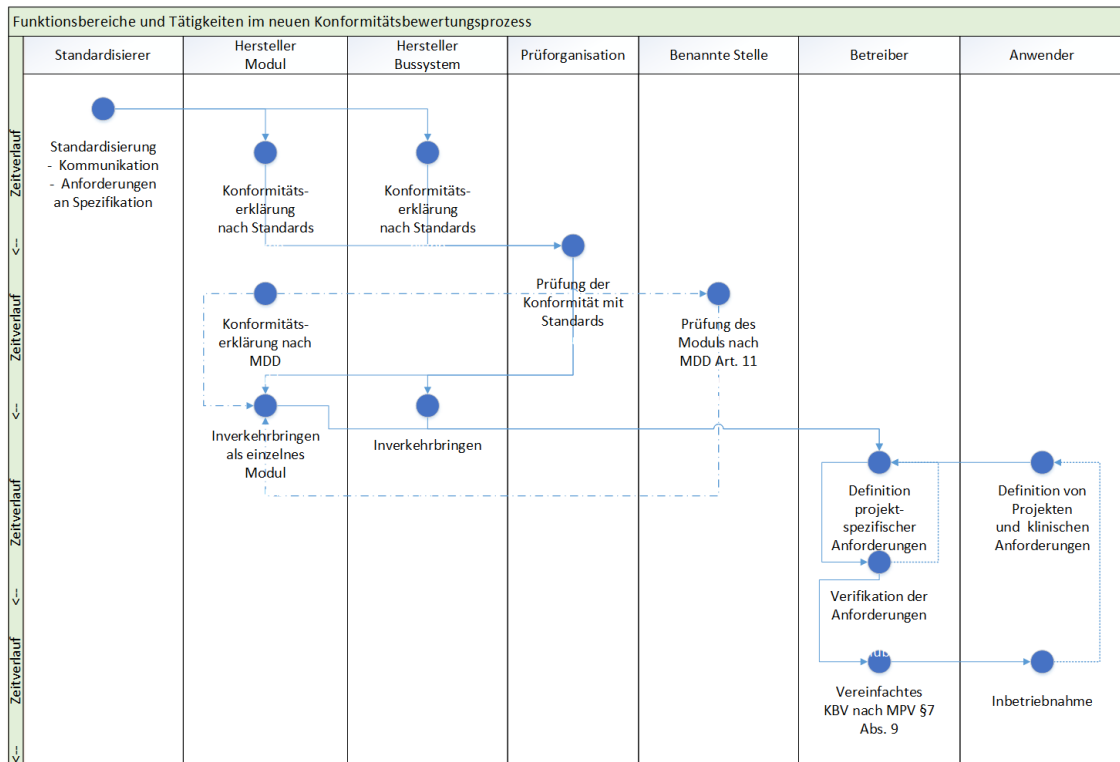 Funktionsbereiche und Tätigkeiten im neuen Konformitätsbewertungsprozess
Standardisierer
Hersteller
Modul
Hersteller
Bussystem
Prüforganisation
Benannte Stelle
Betreiber
Anwender
Zeitverlauf
<--
Zeitverlauf
<--
Zeitverlauf
<--
Zeitverlauf
<--
Standardisierung
- Kommunikation
- Anforderungen
an Spezifikation
Konformitäts-
erklärung
nach Standards
Konformitäts-
erklärung
nach Standards
Prüfung der
Konformität mit
Standards
Konformitäts-
erklärung nach
MDD
Prüfung des
Moduls nach
MDD Art. 11
Inverkehrbringen
als einzelnes
Modul
Inverkehrbringen
Definition
projekt-
spezifischer
Anforderungen
Definition von
Projekten
und klinischen
Anforderungen
Verifikation der
Anforderungen
Vereinfachtes
KBV nach MPV §7
Abs. 9
Inbetriebnahme